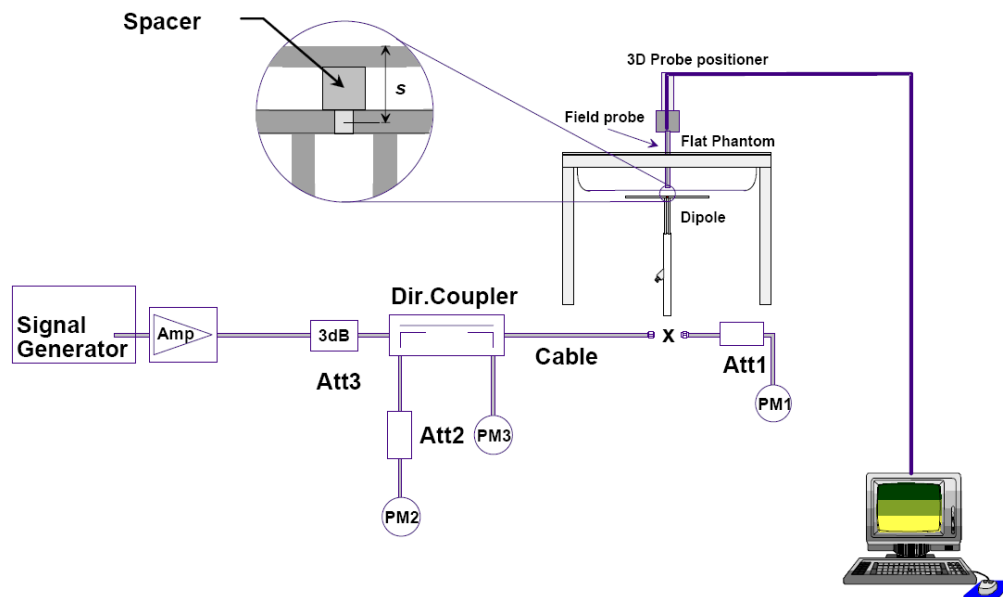 Spacer
s
3D Probe positioner
Field probe
Flat Phantom
Dipole
Dir.Coupler
Signal
Generator
Amp
3dB
Att3
Cable
x
Att1
PM1
Att2
PM3
PM2